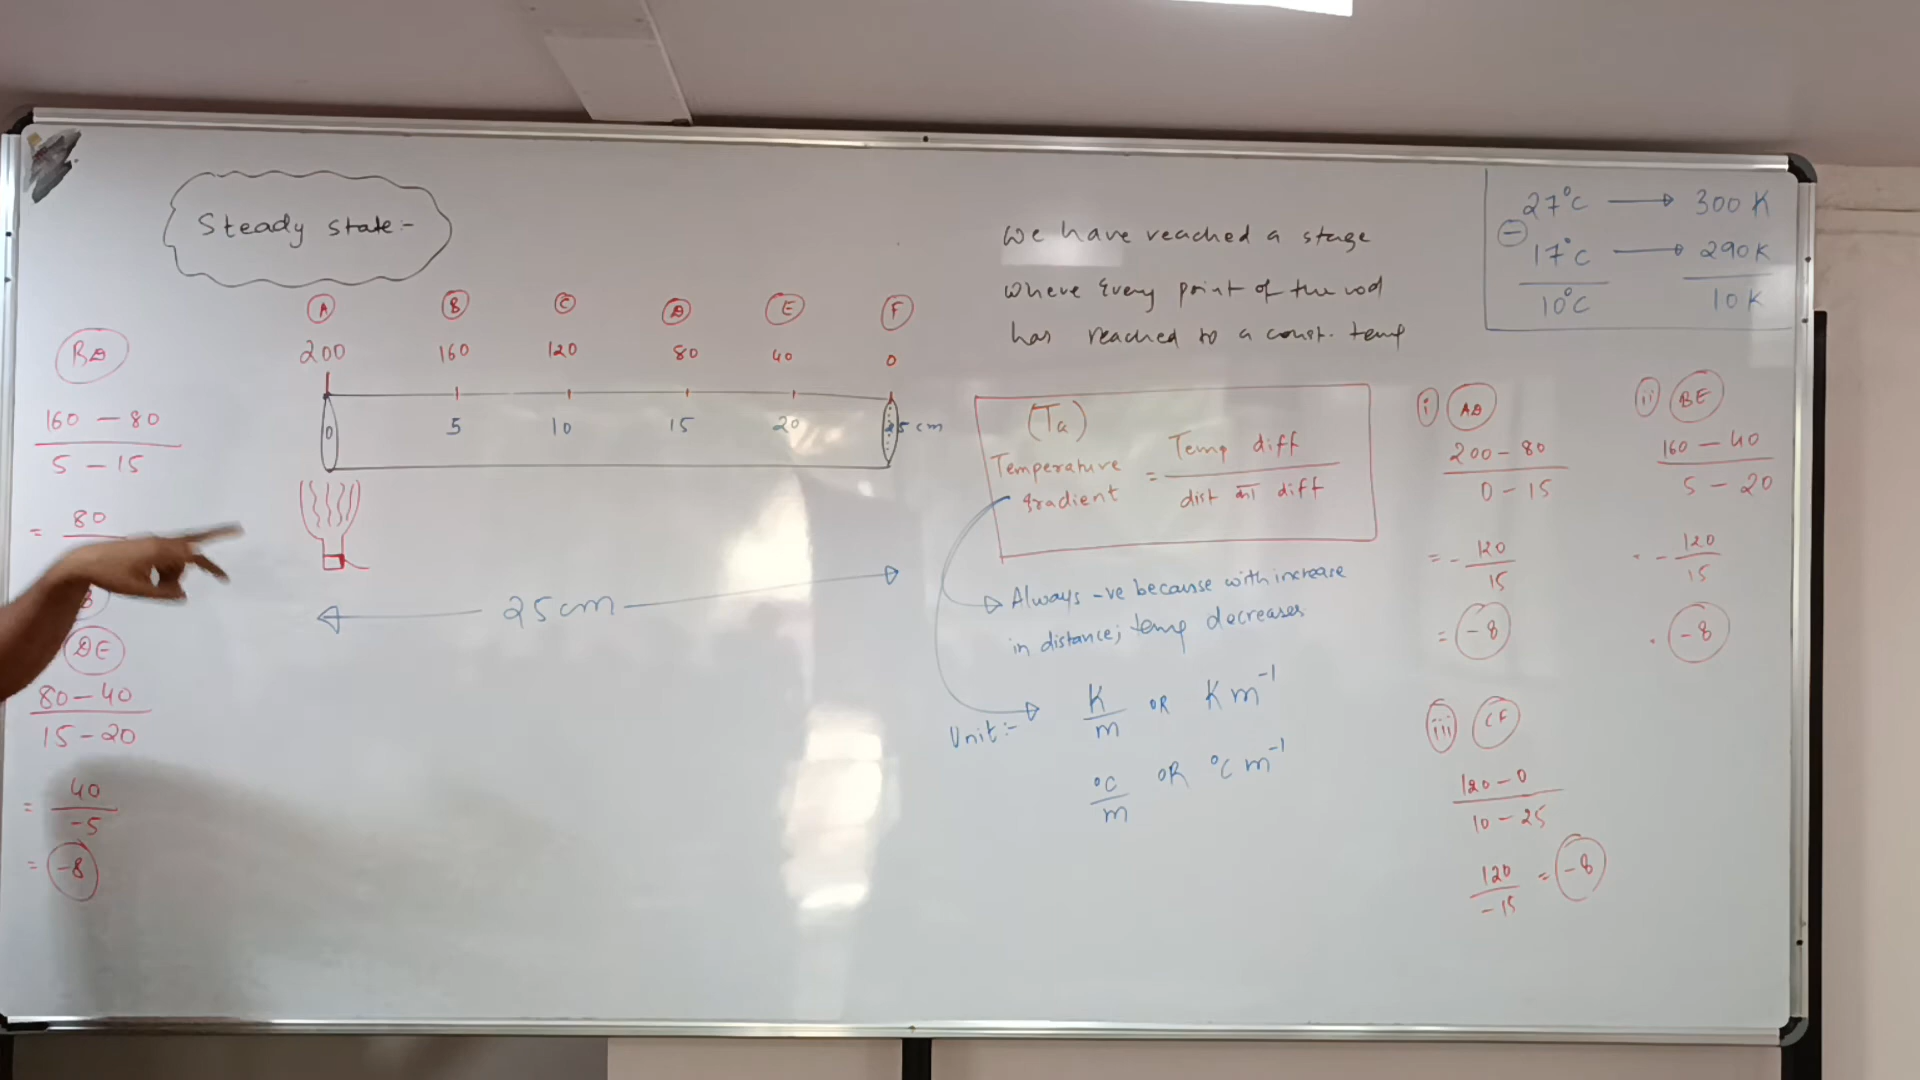 Steady state:-
A B C D E F
200 160 120 80 40 0
0 5 10 15 20 25 cm
25 cm
BD
160 - 80
5 - 15
= 80
DE
80 - 40
15 - 20
= 40
-5
= -8
We have reached a stage
where every point of the rod
has reached to a const. temp
27°C → 300 K
- 17°C → 290 K
10°C 10 K
(TG)
Temperature gradient = Temp diff
dist का diff
→ Always -ve because with increase
in distance; temp decreases
Unit:- → K OR K m⁻¹
m
°C OR °C m⁻¹
m
i) AD
200 - 80
0 - 15
= - 120
15
= -8
ii) BE
160 - 40
5 - 20
- 120
15
-8
iii) CF
120 - 0
10 - 25
120 = -8
-15